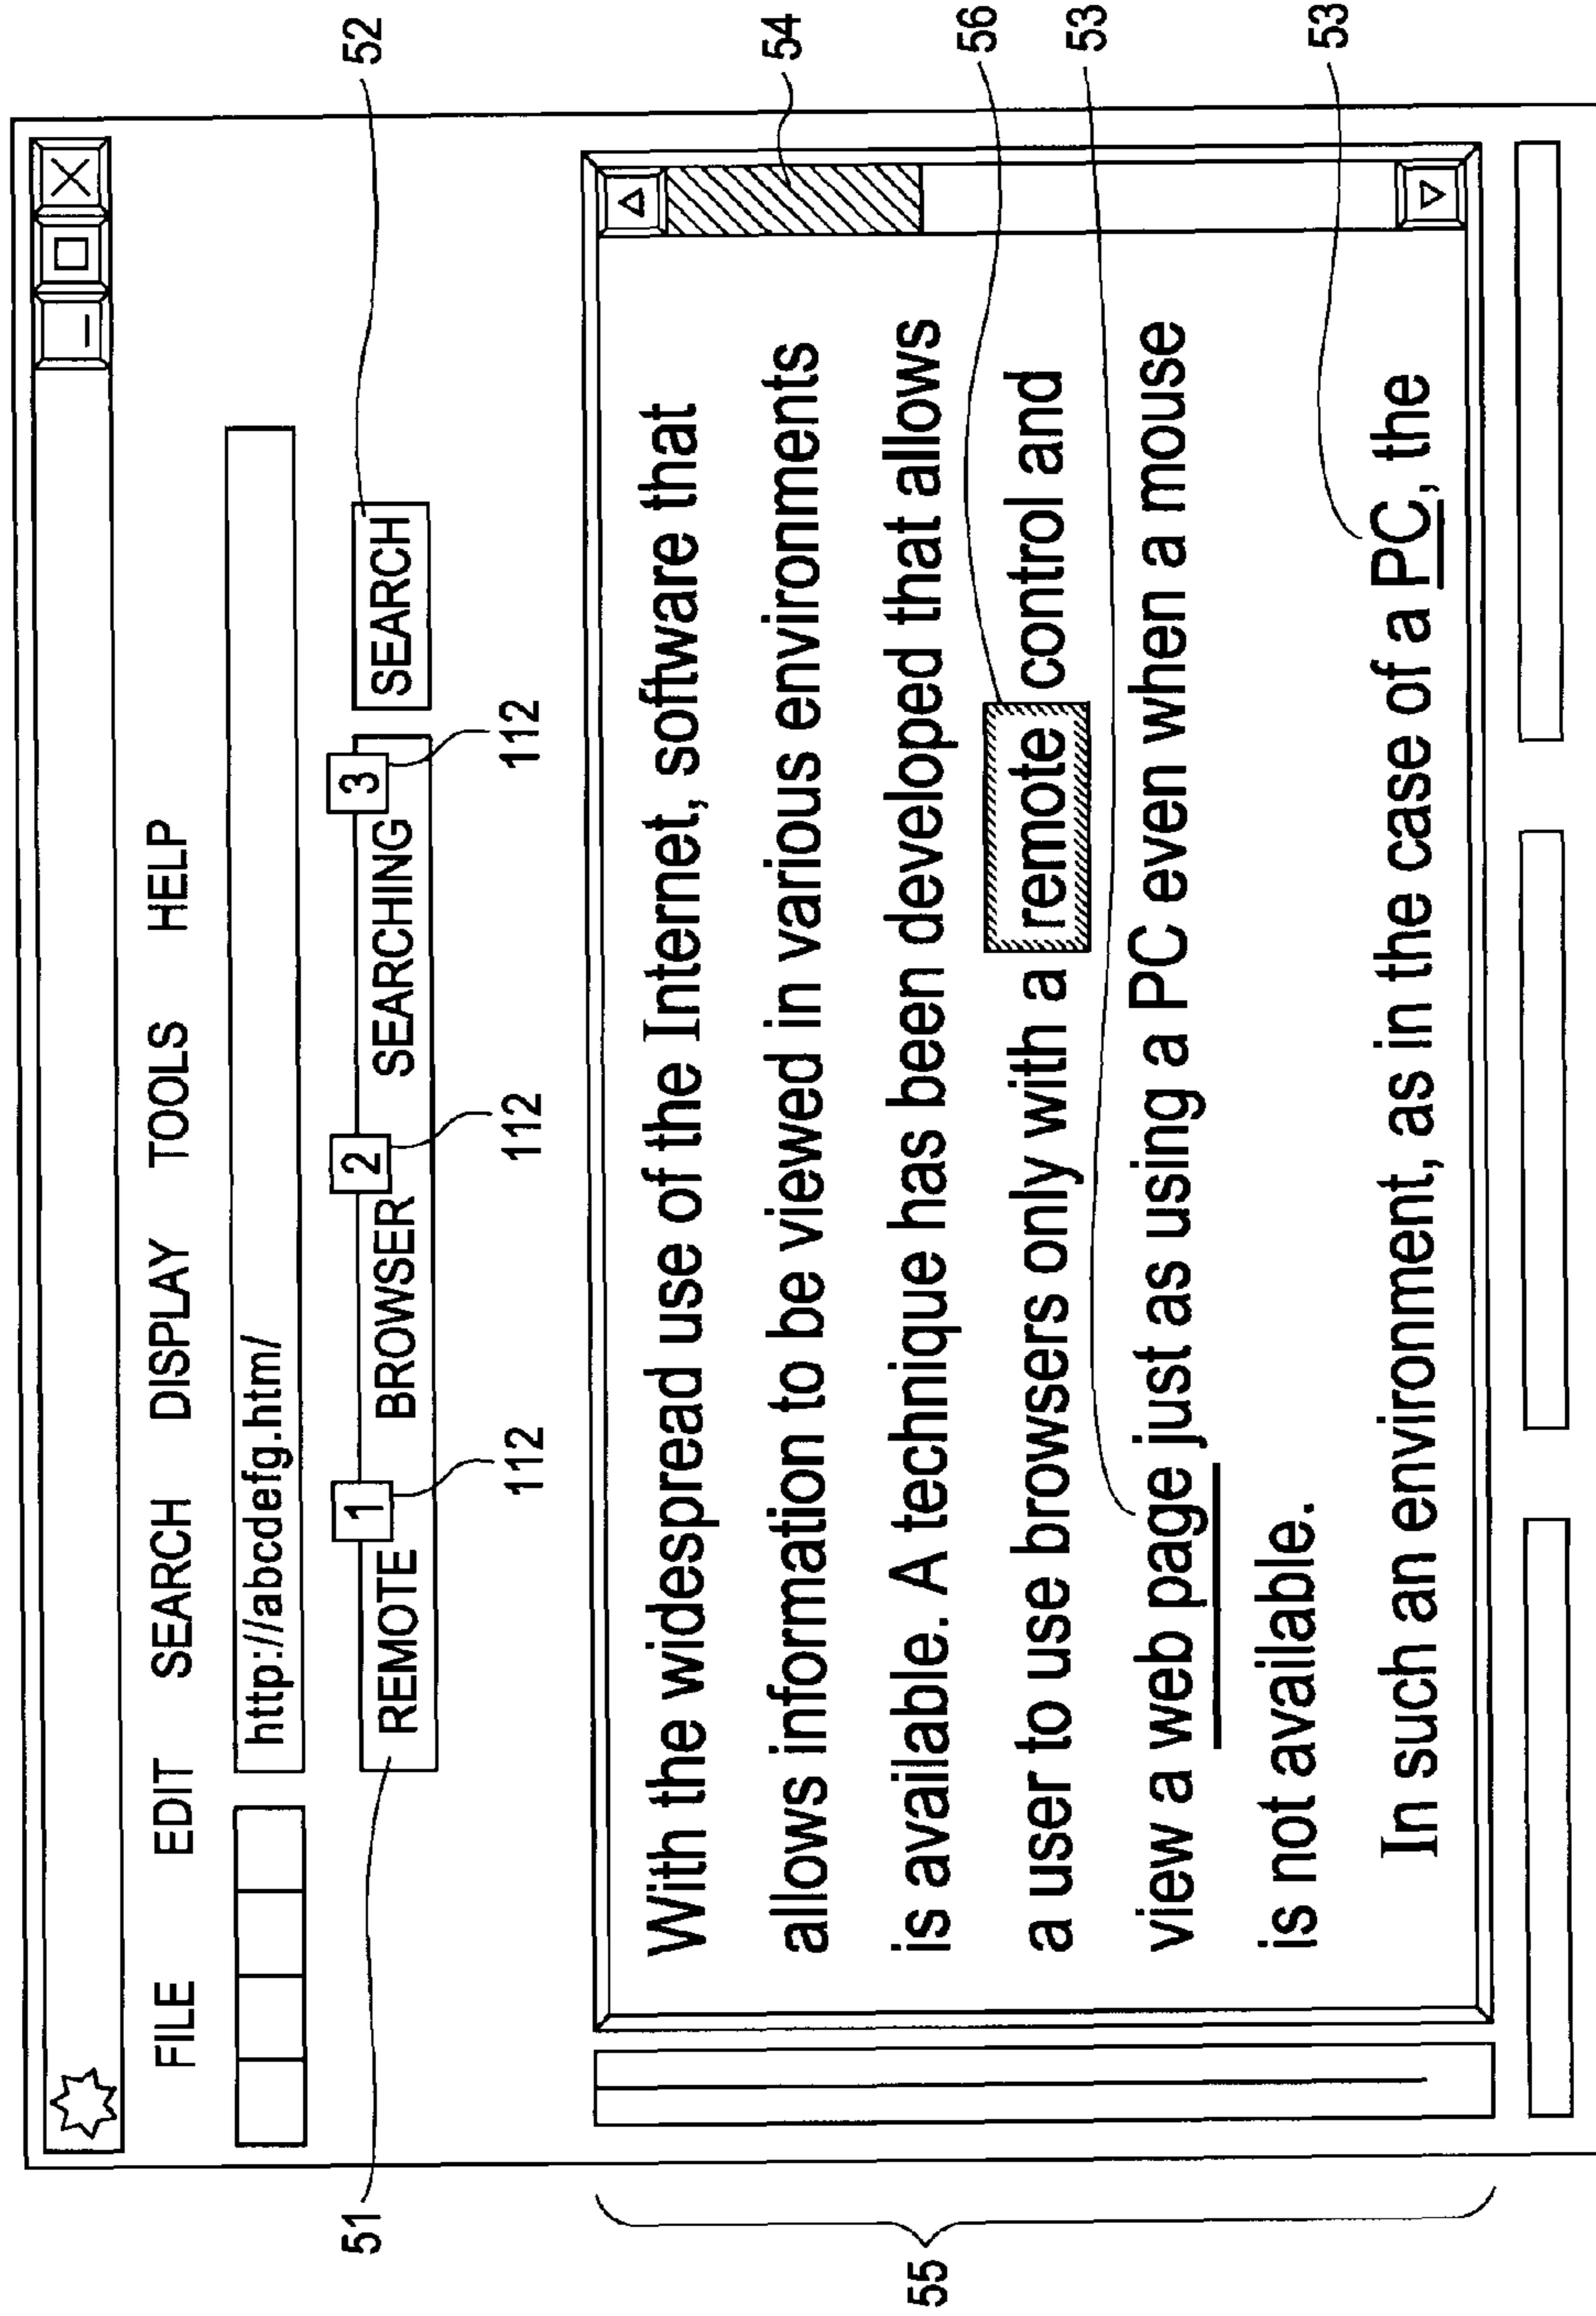 52
FILE EDIT SEARCH DISPLAY TOOLS HELP
http://abcdefg.htm/
51
REMOTE 1 BROWSER 2 SEARCHING 3 SEARCH
112 112 112
54
With the widespread use of the Internet, software that
allows information to be viewed in various environments
is available. A technique has been developed that allows
56
a user to use browsers only with a remote control and
53
view a web page just as using a PC even when a mouse
is not available.
53
In such an environment, as in the case of a PC, the
55